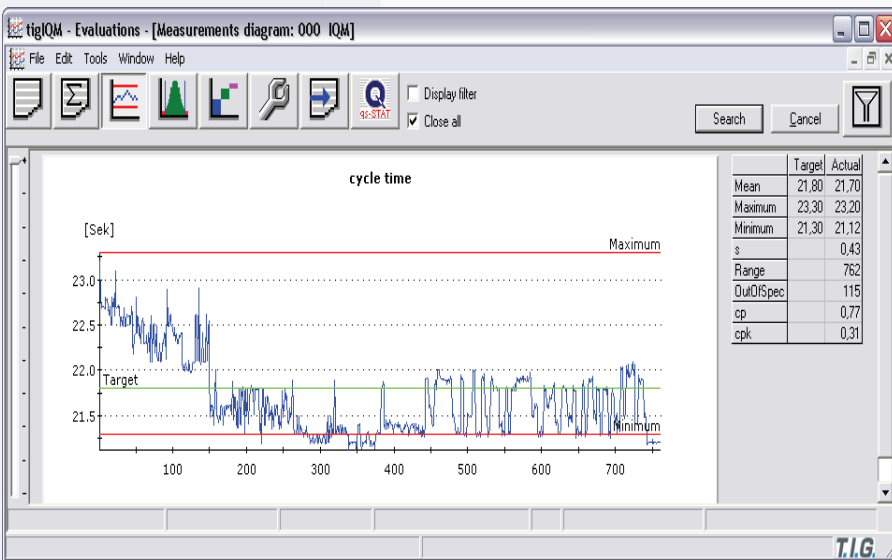 tigIQM - Evaluations - [Measurements diagram: 000 IQM]
File Edit Tools Window Help
Σ
Q
qs-STAT
Display filter
Close all
Search
Cancel
cycle time
[Sek]
Maximum
23.0
22.5
22.0
Target
21.5
Minimum
100 200 300 400 500 600 700
Target Actual
Mean 21,80 21,70
Maximum 23,30 23,20
Minimum 21,30 21,12
s 0,43
Range 762
OutOfSpec 115
cp 0,77
cpk 0,31
T.I.G.